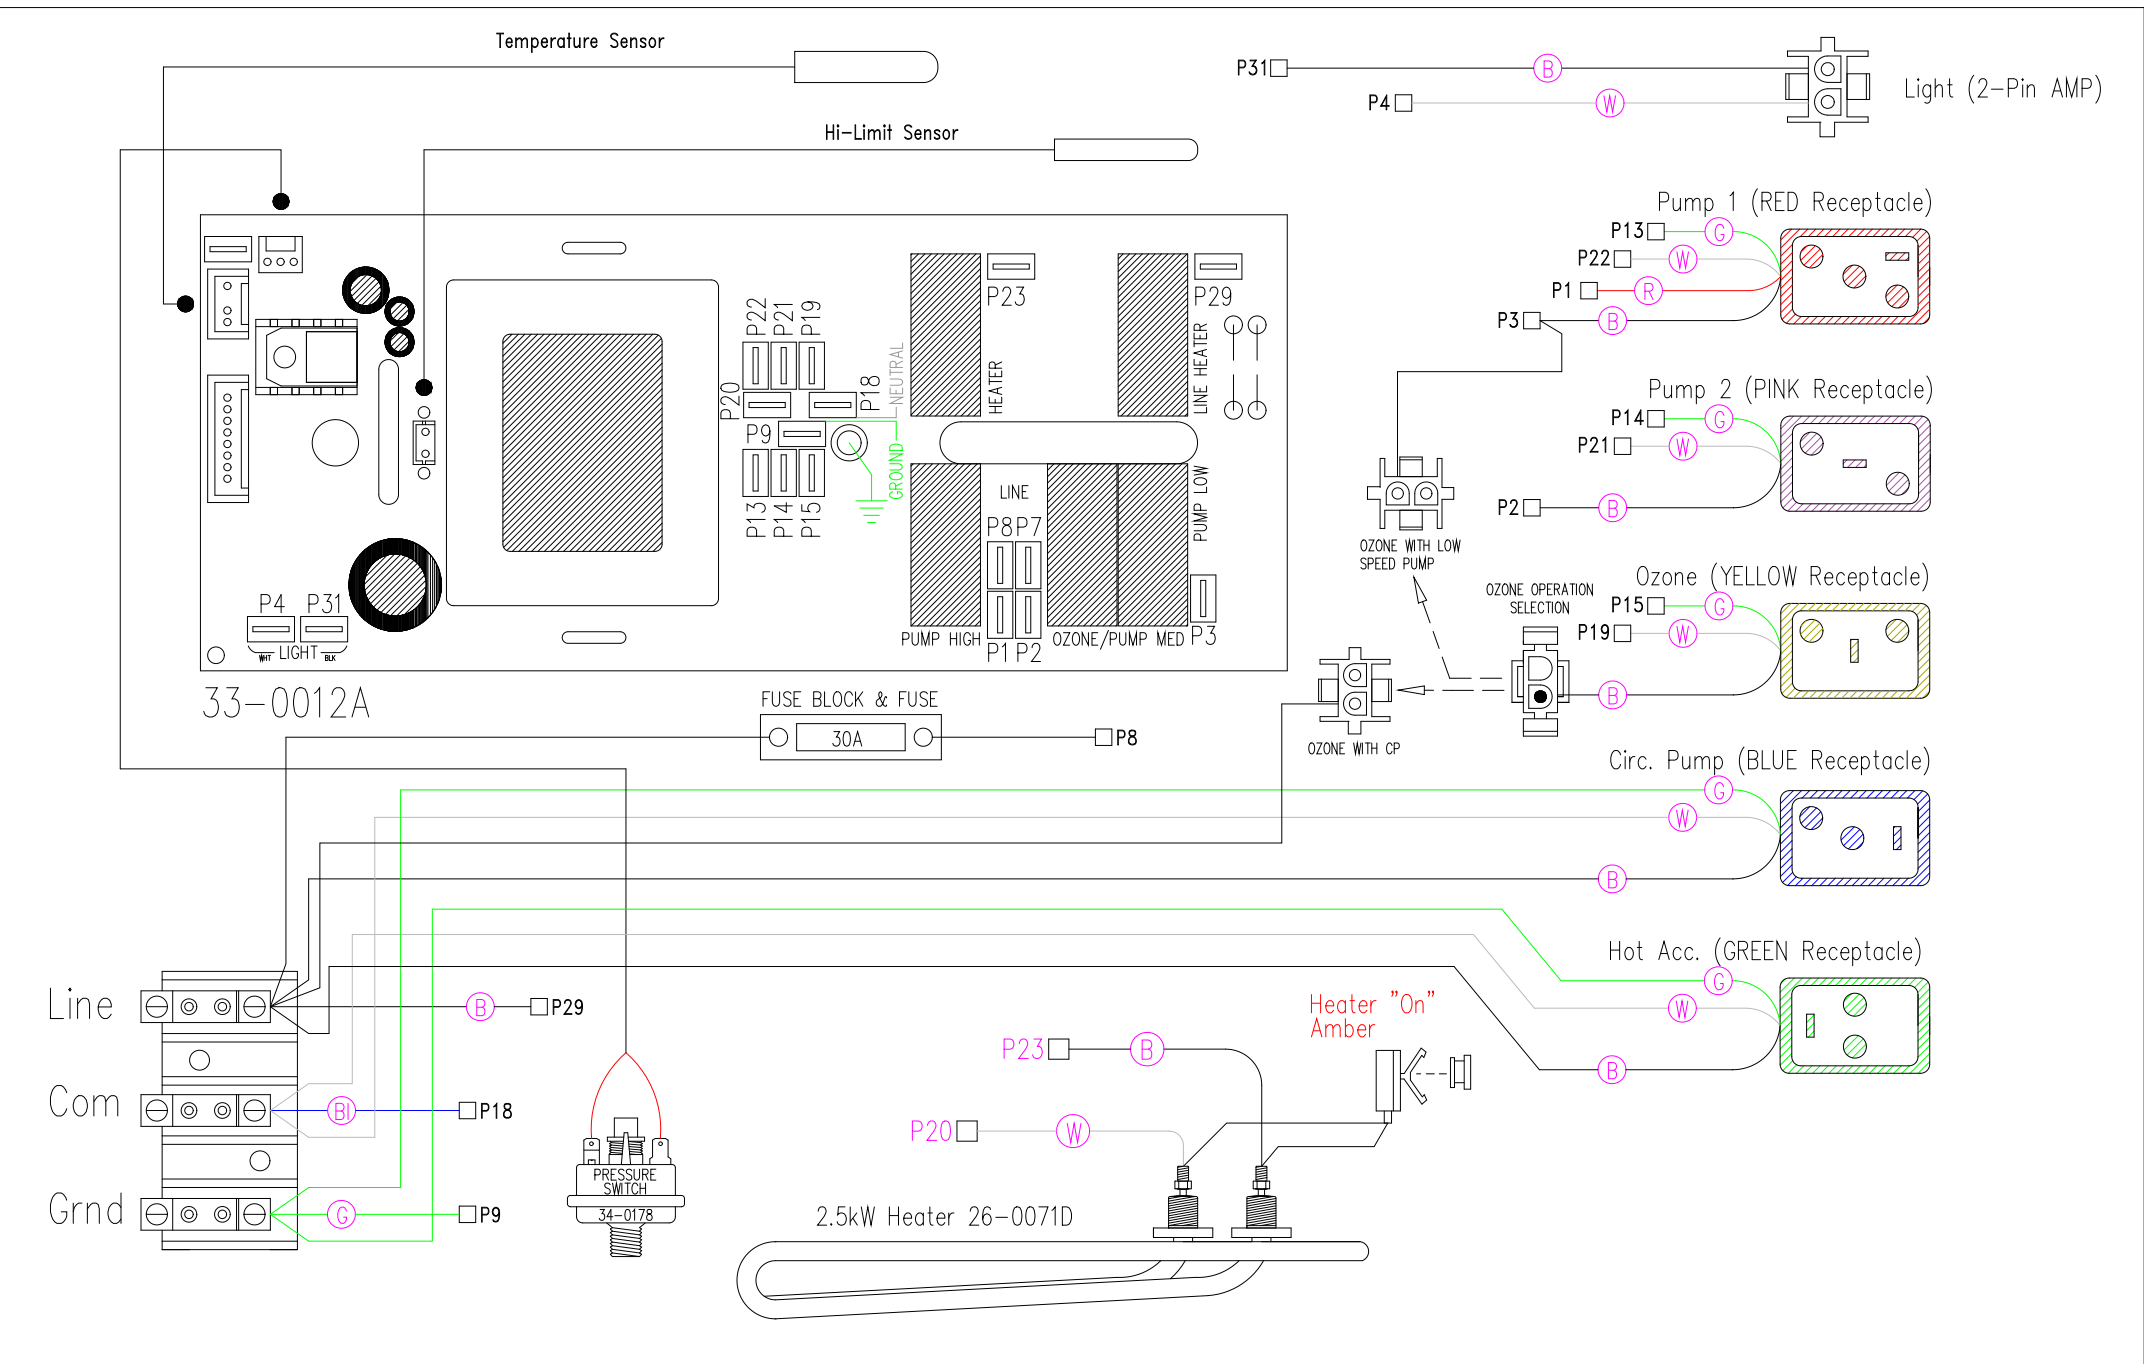 Temperature Sensor
P31
B
P4
W
Light (2-Pin AMP)
Hi-Limit Sensor
Pump 1 (RED Receptacle)
P13
G
P22
W
P1
R
P3
B
P23
P29
P22
P21
P19
P20
P18
NEUTRAL
HEATER
LINE HEATER
P9
GROUND
P13
P14
P15
LINE
P8
P7
PUMP LOW
PUMP HIGH
P1
P2
OZONE/PUMP MED
P3
P4
P31
WHT
LIGHT
BLK
33-0012A
Pump 2 (PINK Receptacle)
P14
G
P21
W
P2
B
OZONE WITH LOW
SPEED PUMP
OZONE OPERATION
SELECTION
Ozone (YELLOW Receptacle)
P15
G
P19
W
B
OZONE WITH CP
FUSE BLOCK & FUSE
30A
P8
Circ. Pump (BLUE Receptacle)
G
W
B
Hot Acc. (GREEN Receptacle)
G
W
B
Line
B
P29
Com
Bl
P18
Grnd
G
P9
PRESSURE
SWITCH
34-0178
Heater "On"
Amber
P23
B
P20
W
2.5kW Heater 26-0071D